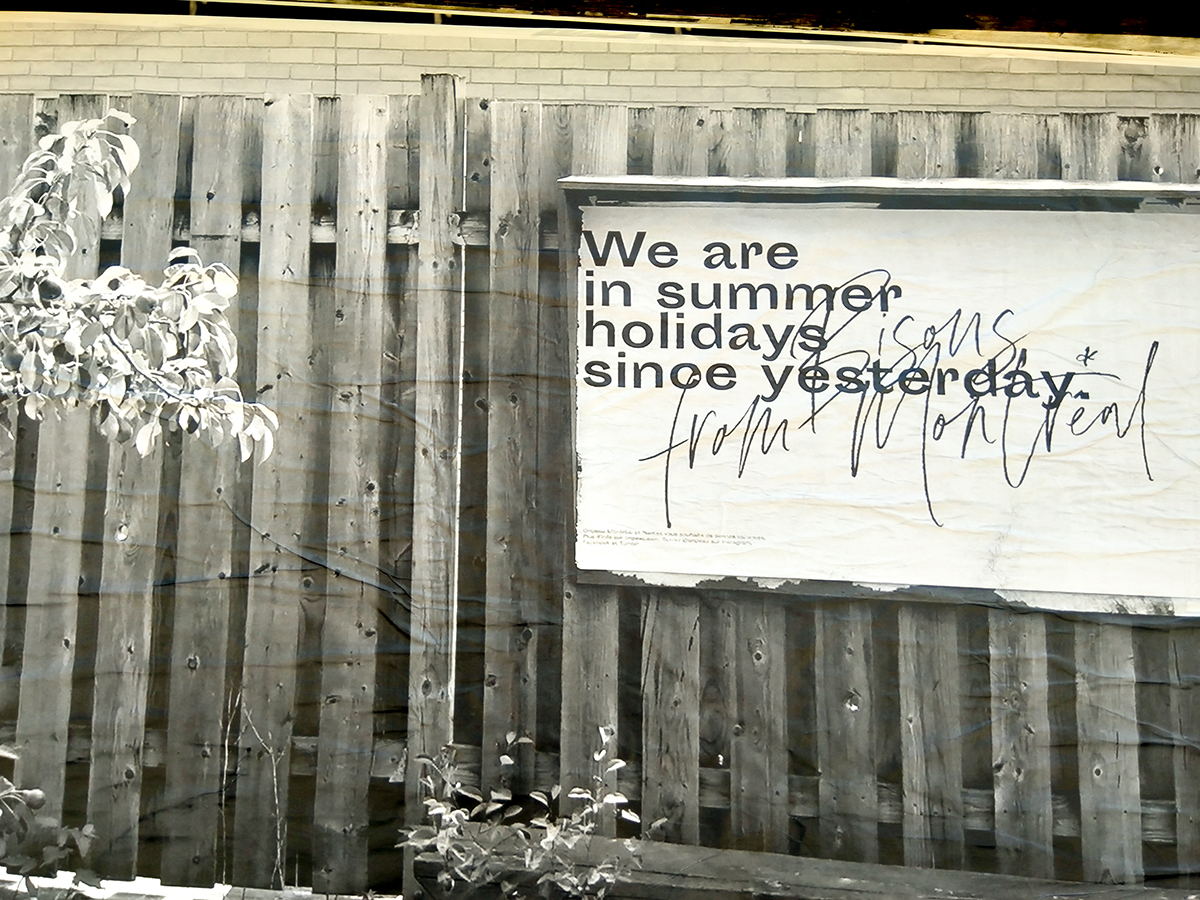 We are
in summer
holidays
since yesterday.*
Bisous
from Montréal